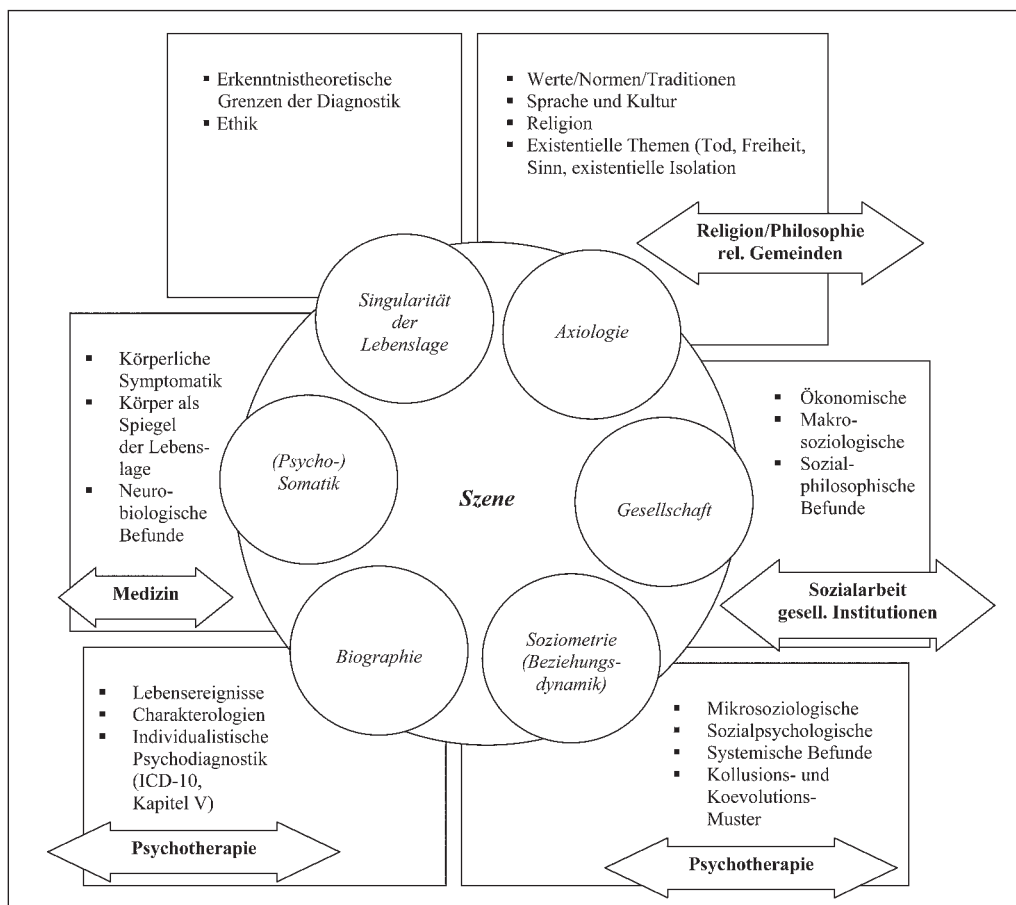 ▪ Erkenntnistheoretische
Grenzen der Diagnostik
▪ Ethik
▪ Werte/Normen/Traditionen
▪ Sprache und Kultur
▪ Religion
▪ Existentielle Themen (Tod, Freiheit,
Sinn, existentielle Isolation
Religion/Philosophie
rel. Gemeinden
Singularität
der
Lebenslage
Axiologie
▪ Körperliche
Symptomatik
▪ Körper als
Spiegel
der Lebens-
lage
▪ Neuro-
biologische
Befunde
Medizin
(Psycho-)
Somatik
Szene
Gesellschaft
▪ Ökonomische
▪ Makro-
soziologische
▪ Sozial-
philosophische
Befunde
Sozialarbeit
gesell. Institutionen
Biographie
Soziometrie
(Beziehungs-
dynamik)
▪ Lebensereignisse
▪ Charakterologien
▪ Individualistische
Psychodiagnostik
(ICD-10,
Kapitel V)
Psychotherapie
▪ Mikrosoziologische
▪ Sozialpsychologische
▪ Systemische Befunde
▪ Kollusions- und
Koevolutions-
Muster
Psychotherapie